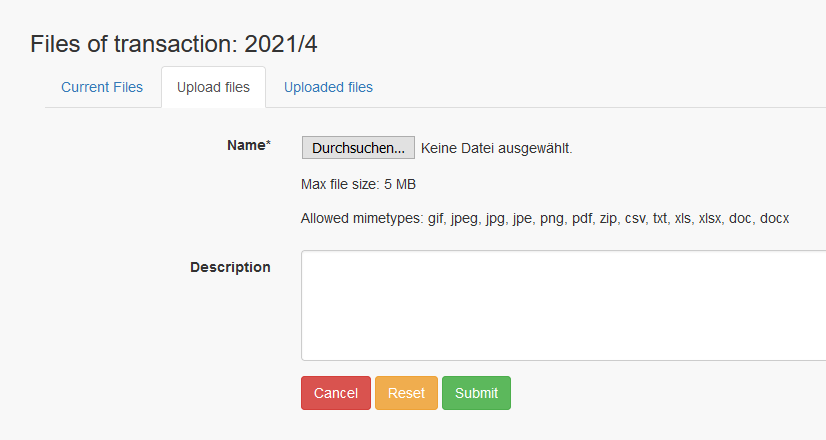 Files of transaction: 2021/4
Current Files Upload files Uploaded files
Name* Durchsuchen... Keine Datei ausgewählt.
Max file size: 5 MB
Allowed mimetypes: gif, jpeg, jpg, jpe, png, pdf, zip, csv, txt, xls, xlsx, doc, docx
Description
Cancel Reset Submit